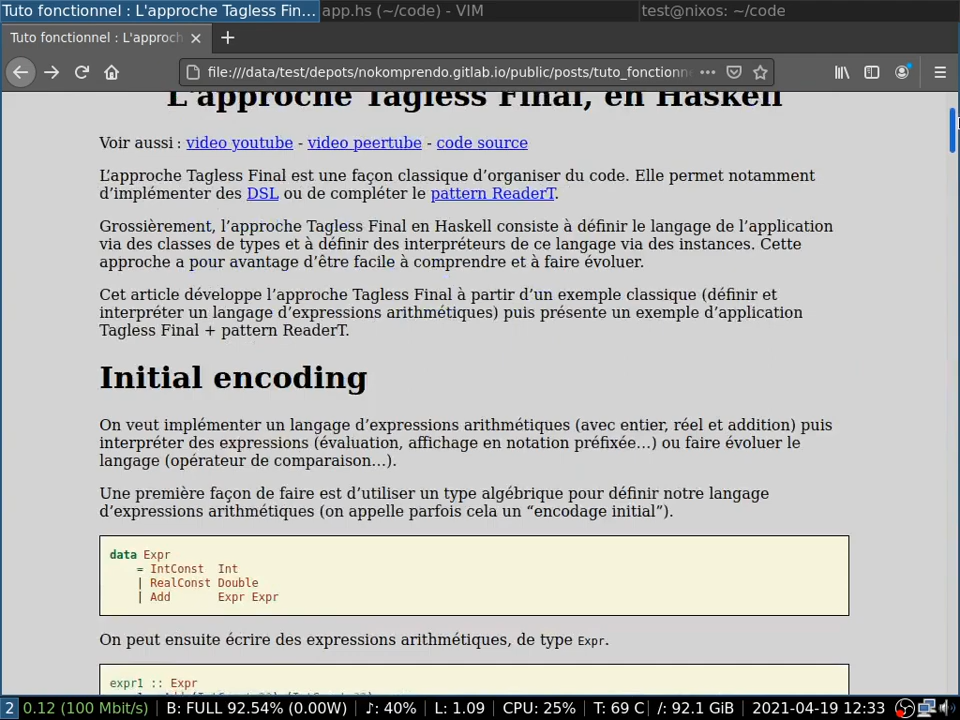 Tuto fonctionnel : L'approche Tagless Fin... app.hs (~/code) - VIM test@nixos: ~/code
Tuto fonctionnel : L'approch
file:///data/test/depots/nokomprendo.gitlab.io/public/posts/tuto_fonctionn
L'approche Tagless Final, en Haskell
Voir aussi : video youtube - video peertube - code source
L’approche Tagless Final est une façon classique d’organiser du code. Elle permet notamment
d’implémenter des DSL ou de compléter le pattern ReaderT.
Grossièrement, l’approche Tagless Final en Haskell consiste à définir le langage de l’application
via des classes de types et à définir des interpréteurs de ce langage via des instances. Cette
approche a pour avantage d’être facile à comprendre et à faire évoluer.
Cet article développe l’approche Tagless Final à partir d’un exemple classique (définir et
interpréter un langage d’expressions arithmétiques) puis présente un exemple d’application
Tagless Final + pattern ReaderT.
Initial encoding
On veut implémenter un langage d’expressions arithmétiques (avec entier, réel et addition) puis
interpréter des expressions (évaluation, affichage en notation préfixée…) ou faire évoluer le
langage (opérateur de comparaison…).
Une première façon de faire est d’utiliser un type algébrique pour définir notre langage
d’expressions arithmétiques (on appelle parfois cela un “encodage initial”).
data Expr
= IntConst Int
| RealConst Double
| Add Expr Expr
On peut ensuite écrire des expressions arithmétiques, de type Expr.
expr1 :: Expr
2 0.12 (100 Mbit/s) B: FULL 92.54% (0.00W) ♪: 40% L: 1.09 CPU: 25% T: 69 C /: 92.1 GiB 2021-04-19 12:33